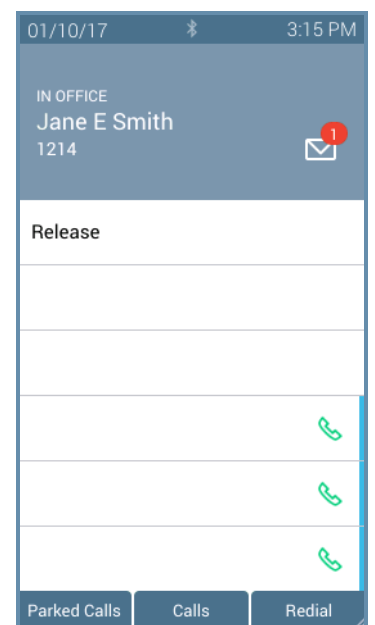 01/10/17 3:15 PM
IN OFFICE
Jane E Smith
1214
1
Release
Parked Calls Calls Redial